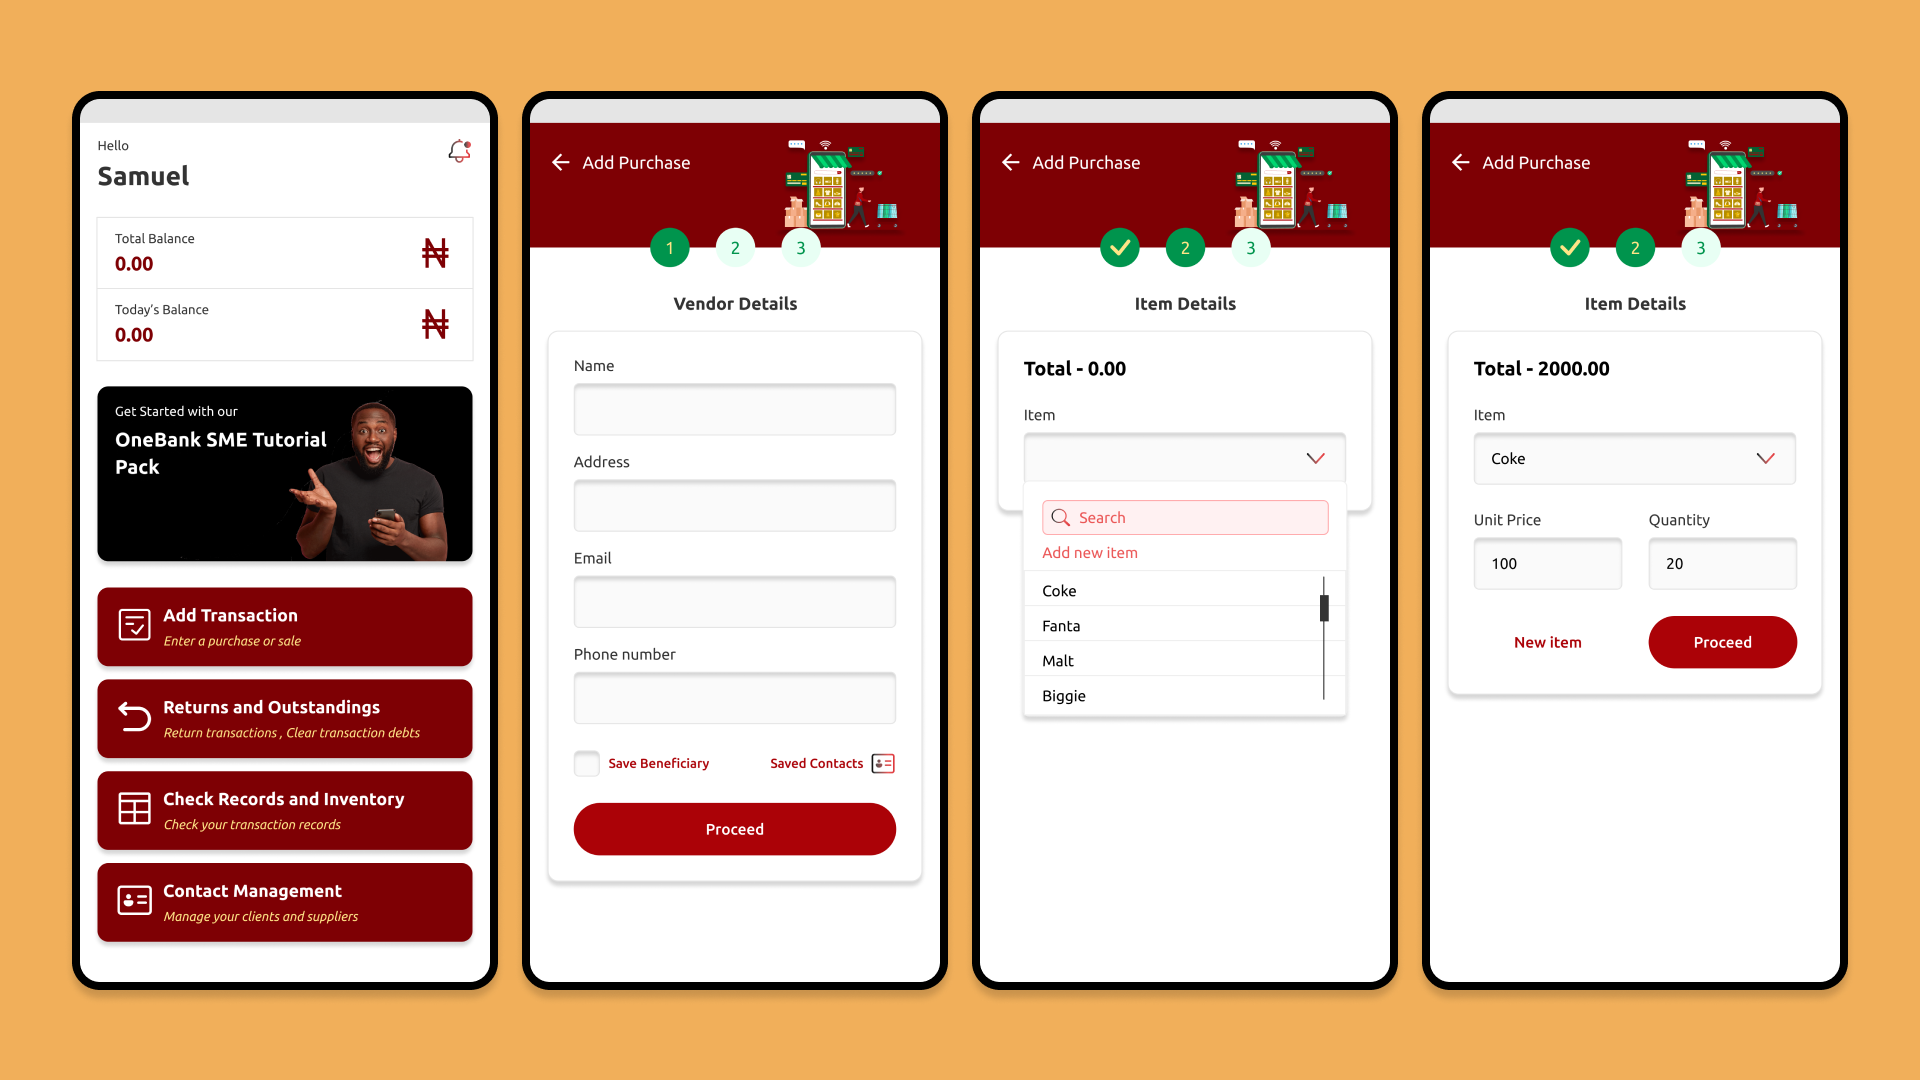 Hello
Samuel
Total Balance
0.00
₦
Today’s Balance
0.00
₦
Get Started with our
OneBank SME Tutorial
Pack
Add Transaction
Enter a purchase or sale
Returns and Outstandings
Return transactions , Clear transaction debts
Check Records and Inventory
Check your transaction records
Contact Management
Manage your clients and suppliers
Add Purchase
1 2 3
Vendor Details
Name
Address
Email
Phone number
Save Beneficiary Saved Contacts
Proceed
Add Purchase
2 3
Item Details
Total - 0.00
Item
Search
Add new item
Coke
Fanta
Malt
Biggie
Add Purchase
2 3
Item Details
Total - 2000.00
Item
Coke
Unit Price Quantity
100 20
New item Proceed